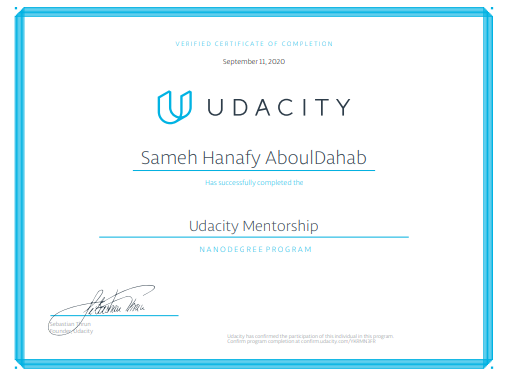 VERIFIED CERTIFICATE OF COMPLETION
September 11, 2020
UDACITY
Sameh Hanafy AboulDahab
Has successfully completed the
Udacity Mentorship
NANODEGREE PROGRAM
Sebastian Thrun
Founder, Udacity
Udacity has confirmed the participation of this individual in this program.
Confirm program completion at confirm.udacity.com/